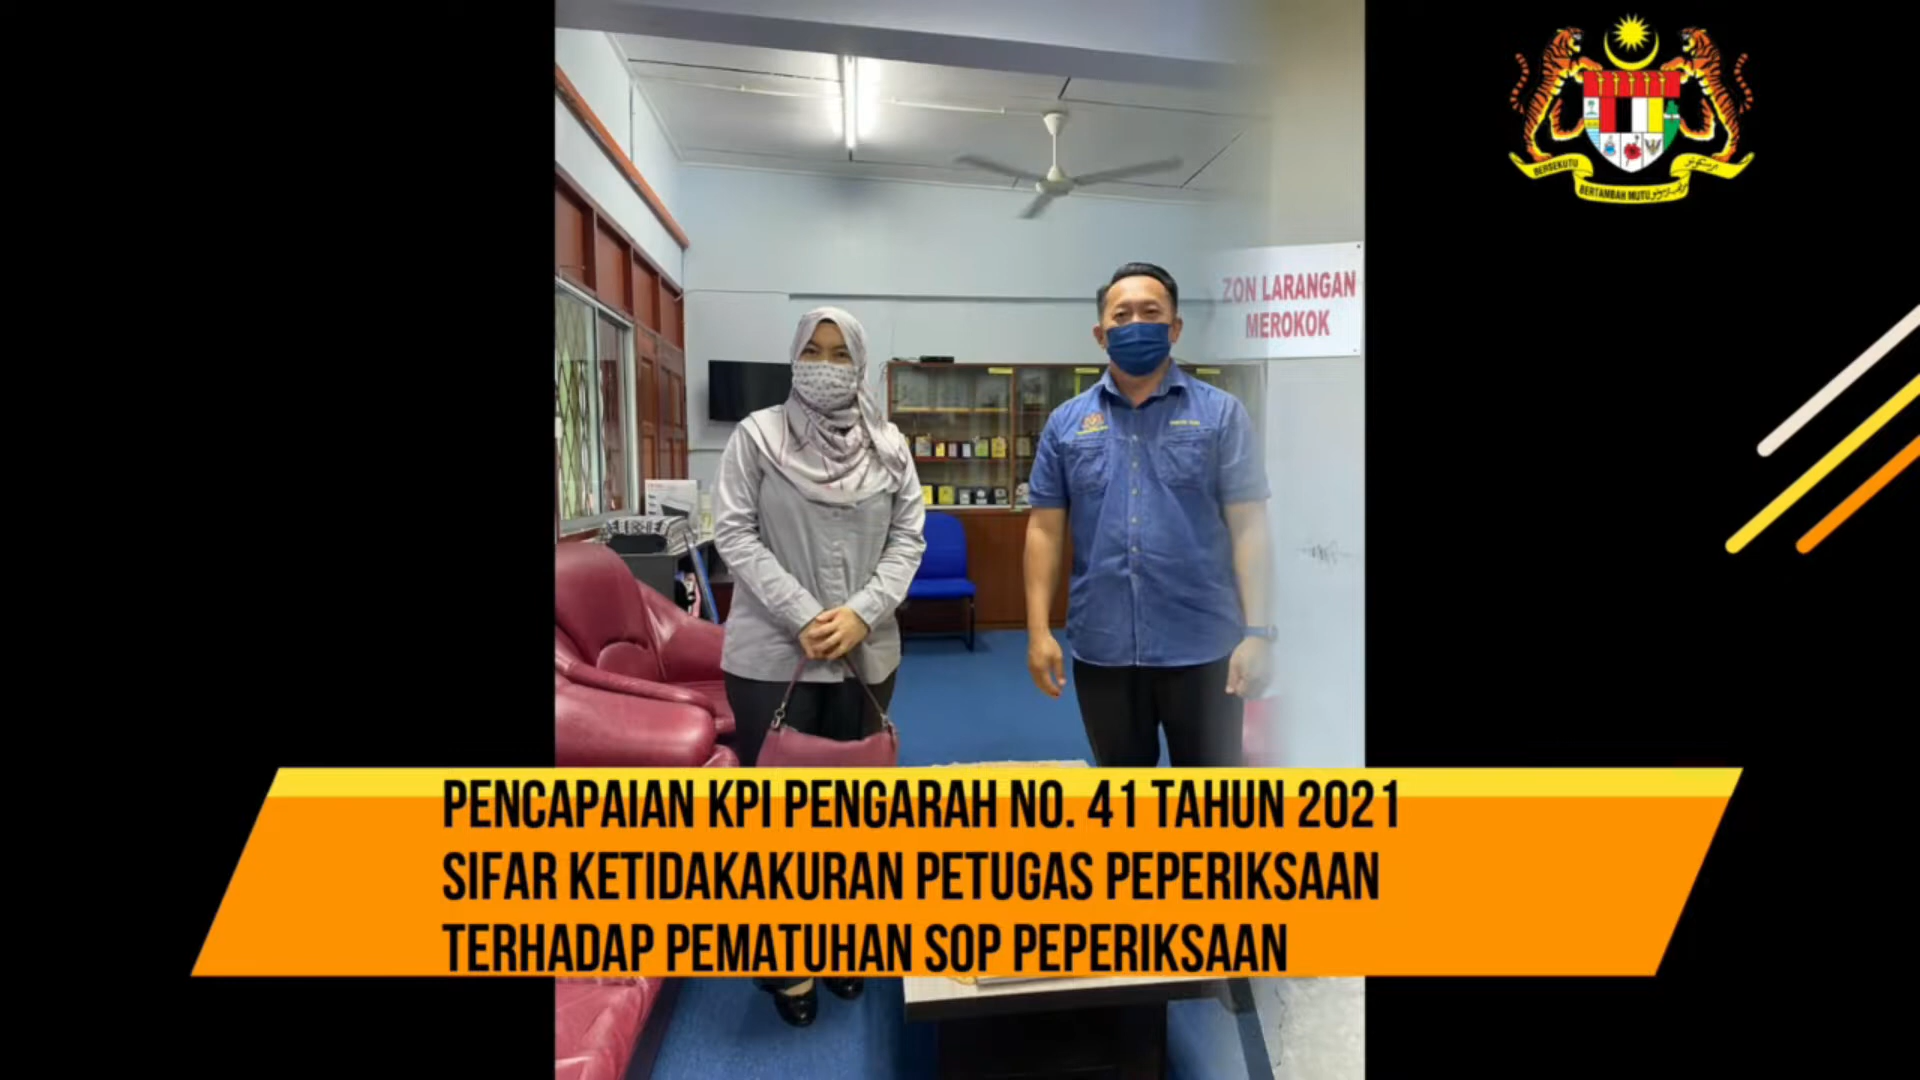 BERSEKUTU
BERTAMBAH MUTU
ZON LARANGAN
MEROKOK
PENCAPAIAN KPI PENGARAH NO. 41 TAHUN 2021
SIFAR KETIDAKAKURAN PETUGAS PEPERIKSAAN
TERHADAP PEMATUHAN SOP PEPERIKSAAN